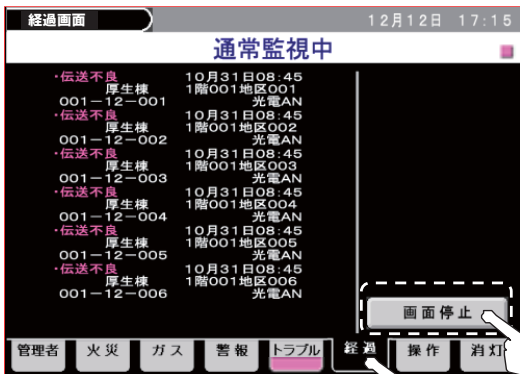 経過画面
12月12日 17:15
通常監視中
・伝送不良 10月31日08:45
厚生棟 1階001地区001
001－12－001 光電AN
・伝送不良 10月31日08:45
厚生棟 1階001地区002
001－12－002 光電AN
・伝送不良 10月31日08:45
厚生棟 1階001地区003
001－12－003 光電AN
・伝送不良 10月31日08:45
厚生棟 1階001地区004
001－12－004 光電AN
・伝送不良 10月31日08:45
厚生棟 1階001地区005
001－12－005 光電AN
・伝送不良 10月31日08:45
厚生棟 1階001地区006
001－12－006 光電AN
画面停止
管理者 火災 ガス 警報 トラブル 経過 操作 消灯